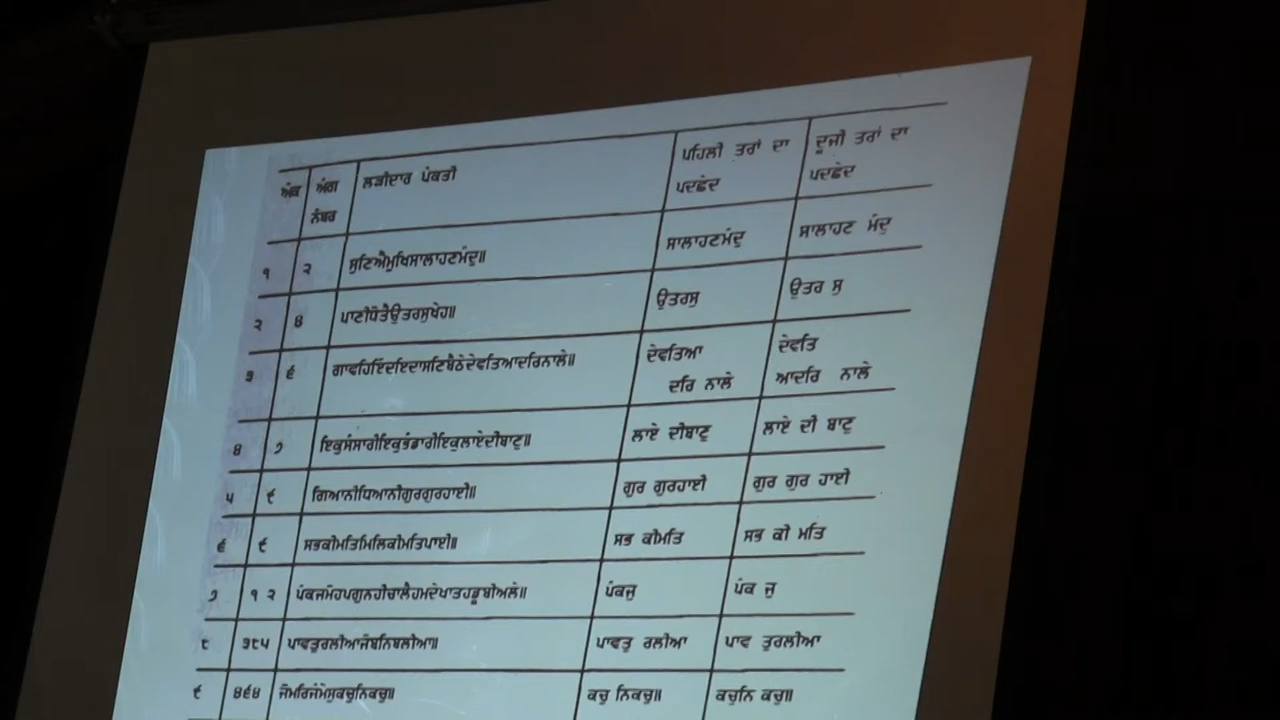 ਅੰਕ ਅੰਗ ਨੰਬਰ ਲੜੀਦਾਰ ਪੰਕਤੀ ਪਹਿਲੀ ਤਰਾਂ ਦਾ ਪਦਛੇਦ ਦੂਜੀ ਤਰਾਂ ਦਾ ਪਦਛੇਦ
੧ ੨ ਸੁਣਿਐਮੁਖਿਸਾਲਾਹਣਮੰਦੁ॥ ਸਾਲਾਹਣਮੰਦੁ ਸਾਲਾਹਣ ਮੰਦੁ
੨ ੪ ਪਾਣੀਧੋਤੈਉਤਰਸੁਖੇਹ॥ ਉਤਰਸੁ ਉਤਰ ਸੁ
੩ ੬ ਗਾਵਹਿਇੰਦਇਦਾਸਣਿਬੈਠੇਦੇਵਤਿਆਦਰਿਨਾਲੇ॥ ਦੇਵਤਿਆ ਦਰਿ ਨਾਲੇ ਦੇਵਤਿ ਆਦਰਿ ਨਾਲੇ
੪ ੭ ਇਕੁਸੰਸਾਰੀਇਕੁਭੰਡਾਰੀਇਕੁਲਾਏਦੀਬਾਣੁ॥ ਲਾਏ ਦੀਬਾਣੁ ਲਾਏ ਦੀ ਬਾਣੁ
੫ ੯ ਗਿਆਨੀਧਿਆਨੀਗੁਰਗੁਰਹਾਈ॥ ਗੁਰ ਗੁਰਹਾਈ ਗੁਰ ਗੁਰ ਹਾਈ
੬ ੯ ਸਭਕੀਮਤਿਮਿਲਿਕੀਮਤਿਪਾਈ॥ ਸਭ ਕੀਮਤਿ ਸਭ ਕੀ ਮਤਿ
੭ ੧੨ ਪੰਕਜੁਮੋਹਪਗੁਨਹੀਚਾਲੈਹਮਦੇਖਾਤਹਡੂਬੀਅਲੇ॥ ਪੰਕਜੁ ਪੰਕ ਜੁ
੮ ੩੮੫ ਪਾਵਤੁਰਲੀਆਜੋਬਨਿਬਲੀਆ॥ ਪਾਵਤੁ ਰਲੀਆ ਪਾਵ ਤੁਰਲੀਆ
੯ ੪੬੪ ਜੋਮਰਿਜੰਮੇਸੁਕਚੁਨਿਕਚੁ॥ ਕਚੁ ਨਿਕਚੁ॥ ਕਚੁਨਿ ਕਚੁ॥